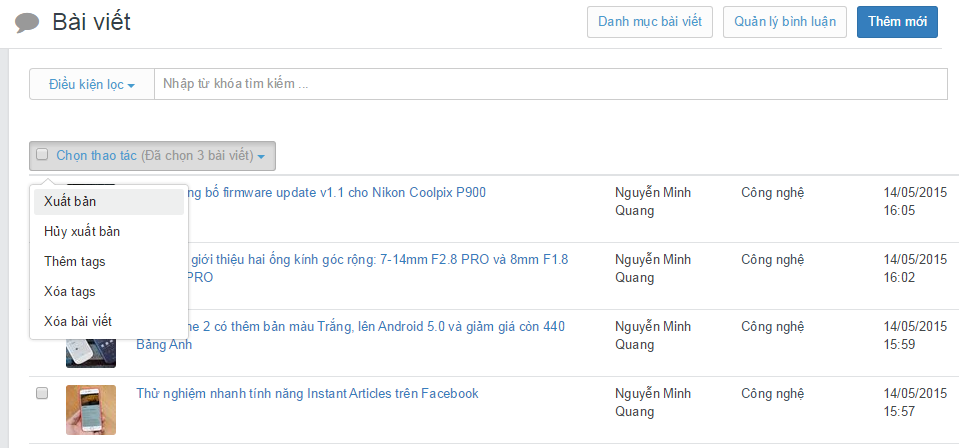 Bài viết
Danh mục bài viết
Quản lý bình luận
Thêm mới
Điều kiện lọc
Nhập từ khóa tìm kiếm ...
Chọn thao tác (Đã chọn 3 bài viết)
Xuất bản
Hủy xuất bản
Thêm tags
Xóa tags
Xóa bài viết
bố firmware update v1.1 cho Nikon Coolpix P900
Nguyễn Minh
Quang
Công nghệ
14/05/2015
16:05
giới thiệu hai ống kính góc rộng: 7-14mm F2.8 PRO và 8mm F1.8
PRO
Nguyễn Minh
Quang
Công nghệ
14/05/2015
16:02
2 có thêm bản màu Trắng, lên Android 5.0 và giảm giá còn 440
Bảng Anh
Nguyễn Minh
Quang
Công nghệ
14/05/2015
15:59
Thử nghiệm nhanh tính năng Instant Articles trên Facebook
Nguyễn Minh
Quang
Công nghệ
14/05/2015
15:57